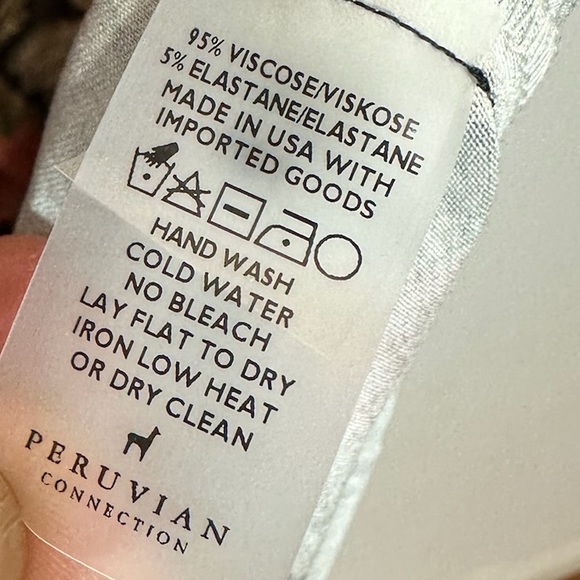 95% VISCOSE/VISKOSE
5% ELASTANE/ELASTANE
MADE IN USA WITH
IMPORTED GOODS
HAND WASH
COLD WATER
NO BLEACH
LAY FLAT TO DRY
IRON LOW HEAT
OR DRY CLEAN
PERUVIAN
CONNECTION